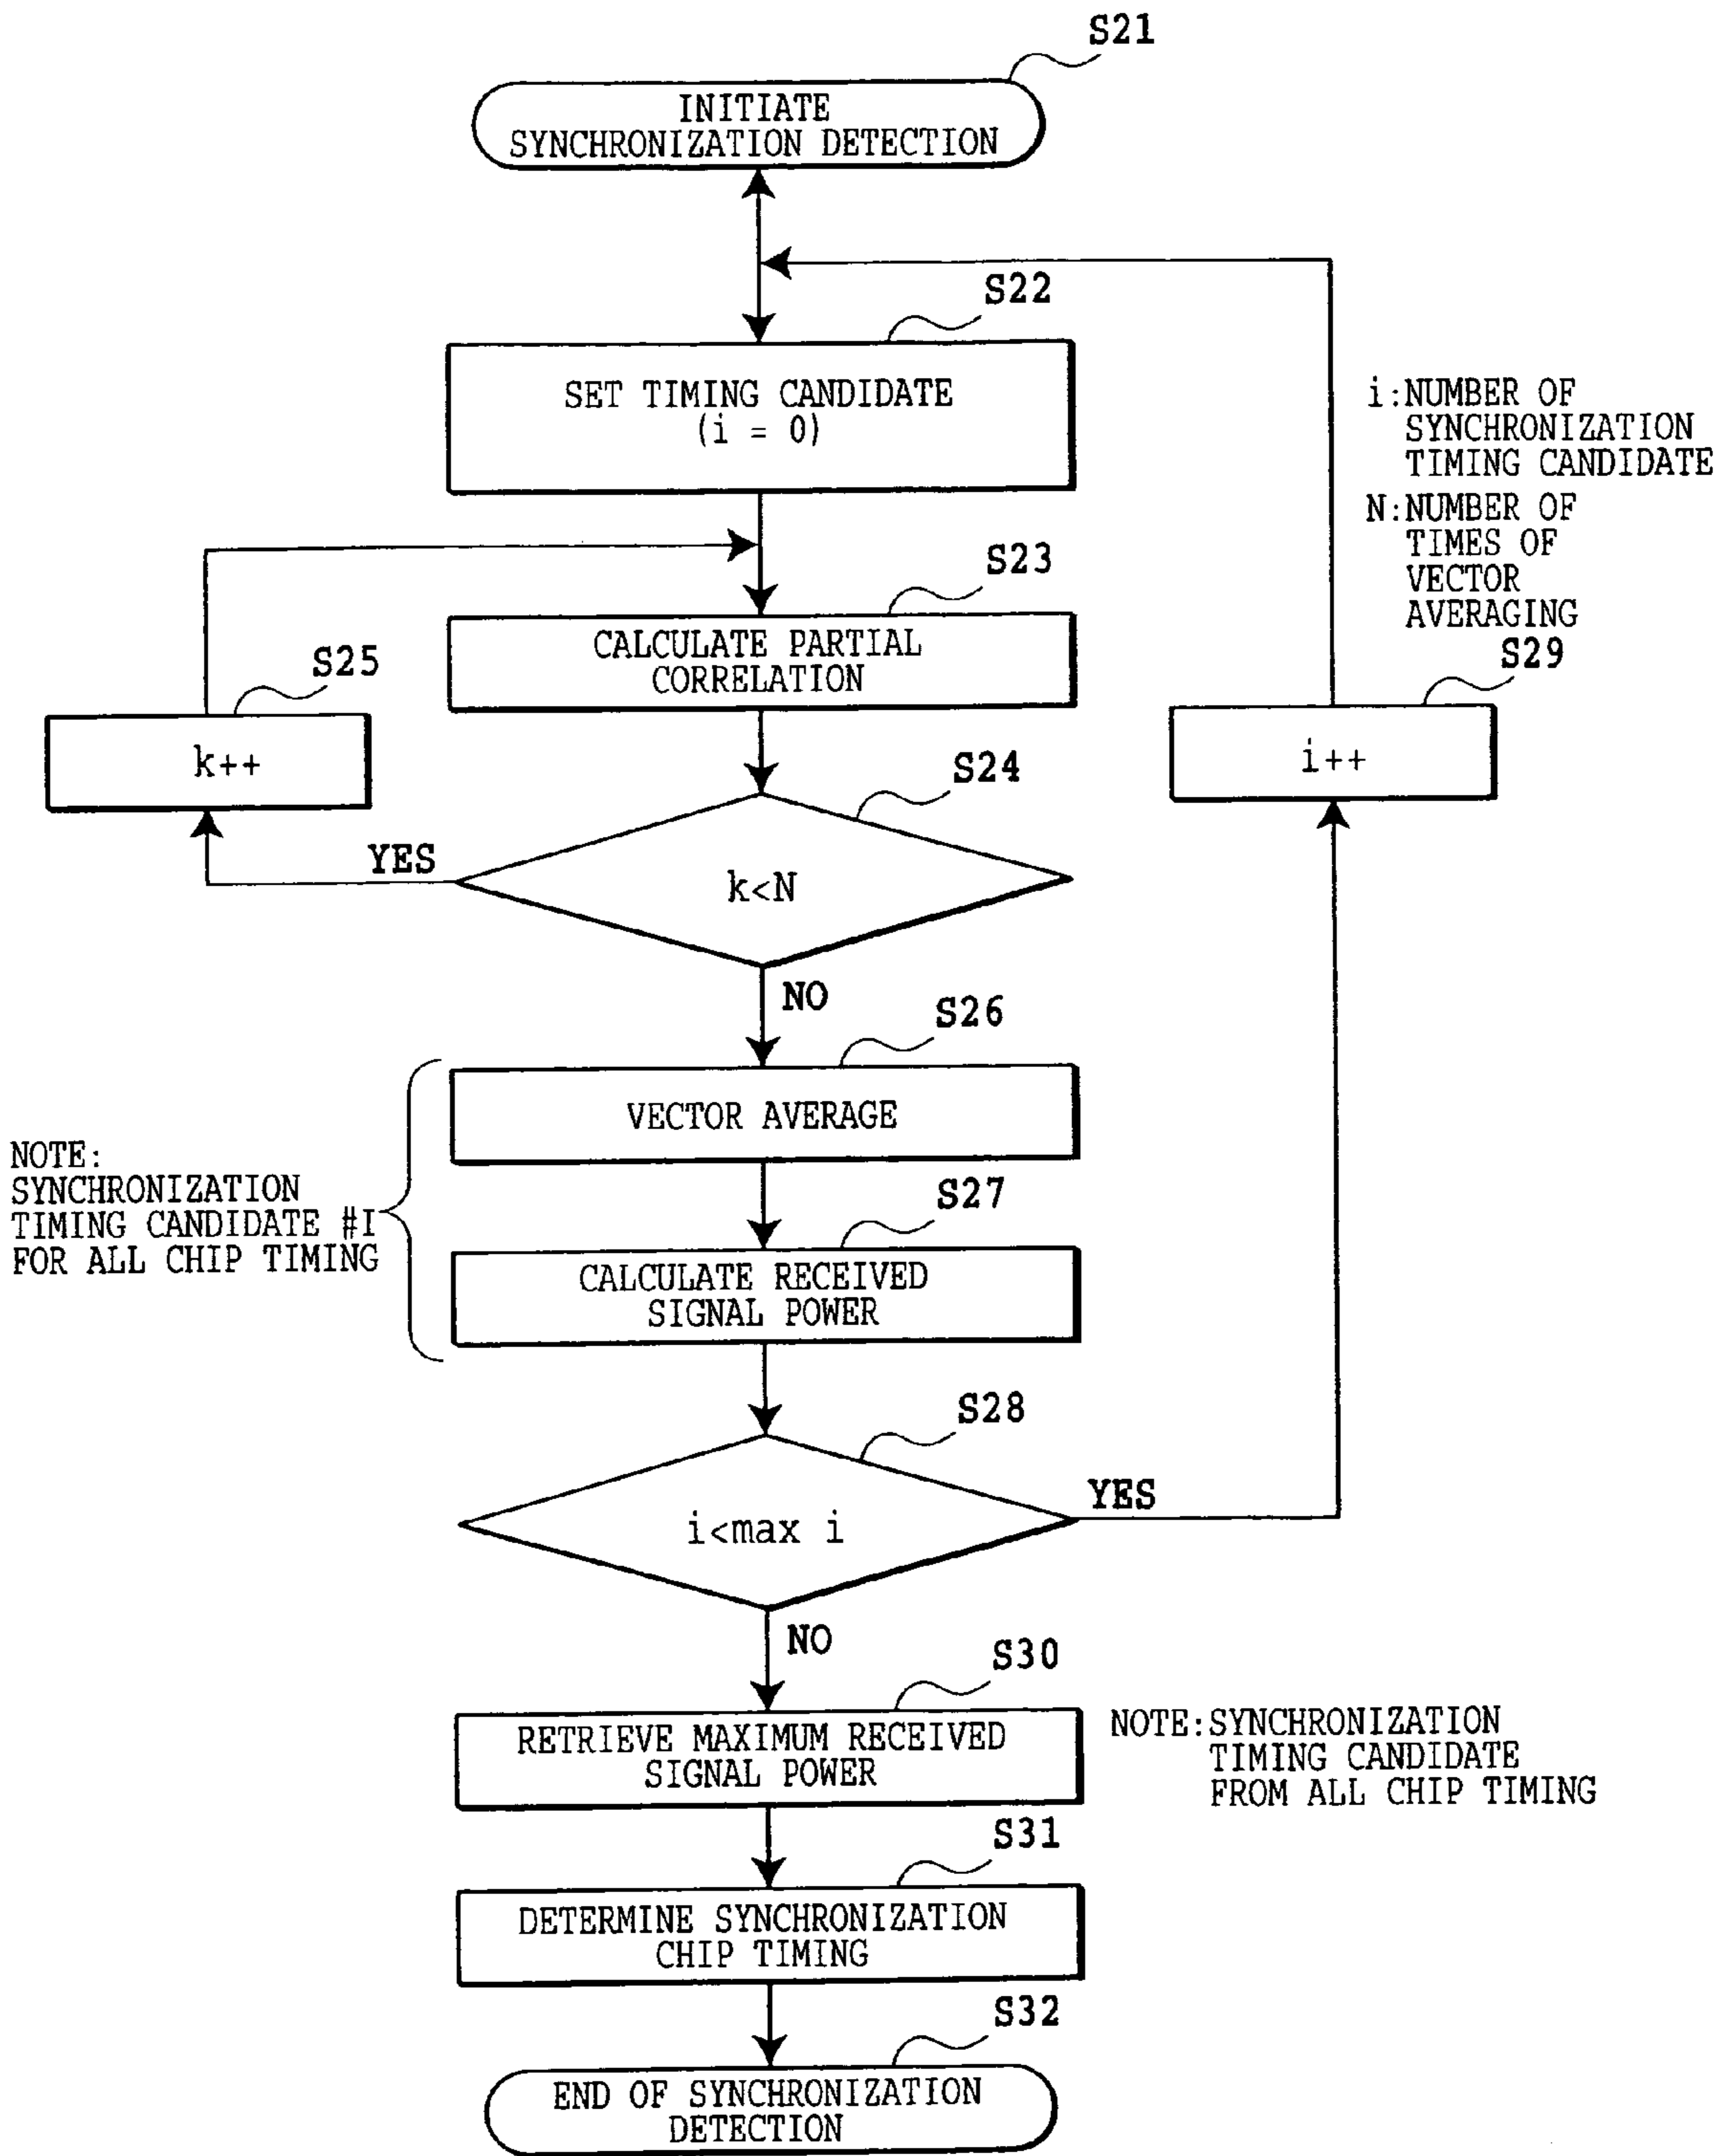 S21
INITIATE
SYNCHRONIZATION DETECTION
S22
SET TIMING CANDIDATE
(i = 0)
i:NUMBER OF
SYNCHRONIZATION
TIMING CANDIDATE
N:NUMBER OF
TIMES OF
VECTOR
AVERAGING
S23
CALCULATE PARTIAL
CORRELATION
S25
k++
S29
i++
S24
YES
k<N
NO
S26
VECTOR AVERAGE
NOTE:
SYNCHRONIZATION
TIMING CANDIDATE #I
FOR ALL CHIP TIMING
S27
CALCULATE RECEIVED
SIGNAL POWER
S28
i<max i
YES
NO
S30
RETRIEVE MAXIMUM RECEIVED
SIGNAL POWER
NOTE:SYNCHRONIZATION
TIMING CANDIDATE
FROM ALL CHIP TIMING
S31
DETERMINE SYNCHRONIZATION
CHIP TIMING
S32
END OF SYNCHRONIZATION
DETECTION